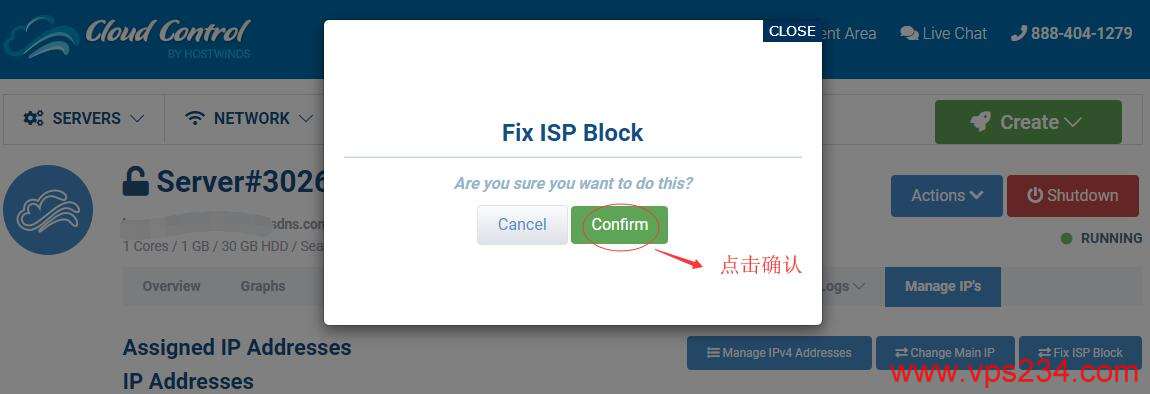 Cloud Control
BY HOSTWINDS
CLOSE
ent Area
Live Chat
888-404-1279
SERVERS
NETWORK
Create
Fix ISP Block
Are you sure you want to do this?
Cancel
Confirm
点击确认
Server#3026
Actions
Shutdown
sdns.com
1 Cores / 1 GB / 30 GB HDD / Sea
RUNNING
Overview
Graphs
Logs
Manage IP's
Assigned IP Addresses
Manage IPv4 Addresses
Change Main IP
Fix ISP Block
IP Addresses
www.vps234.com